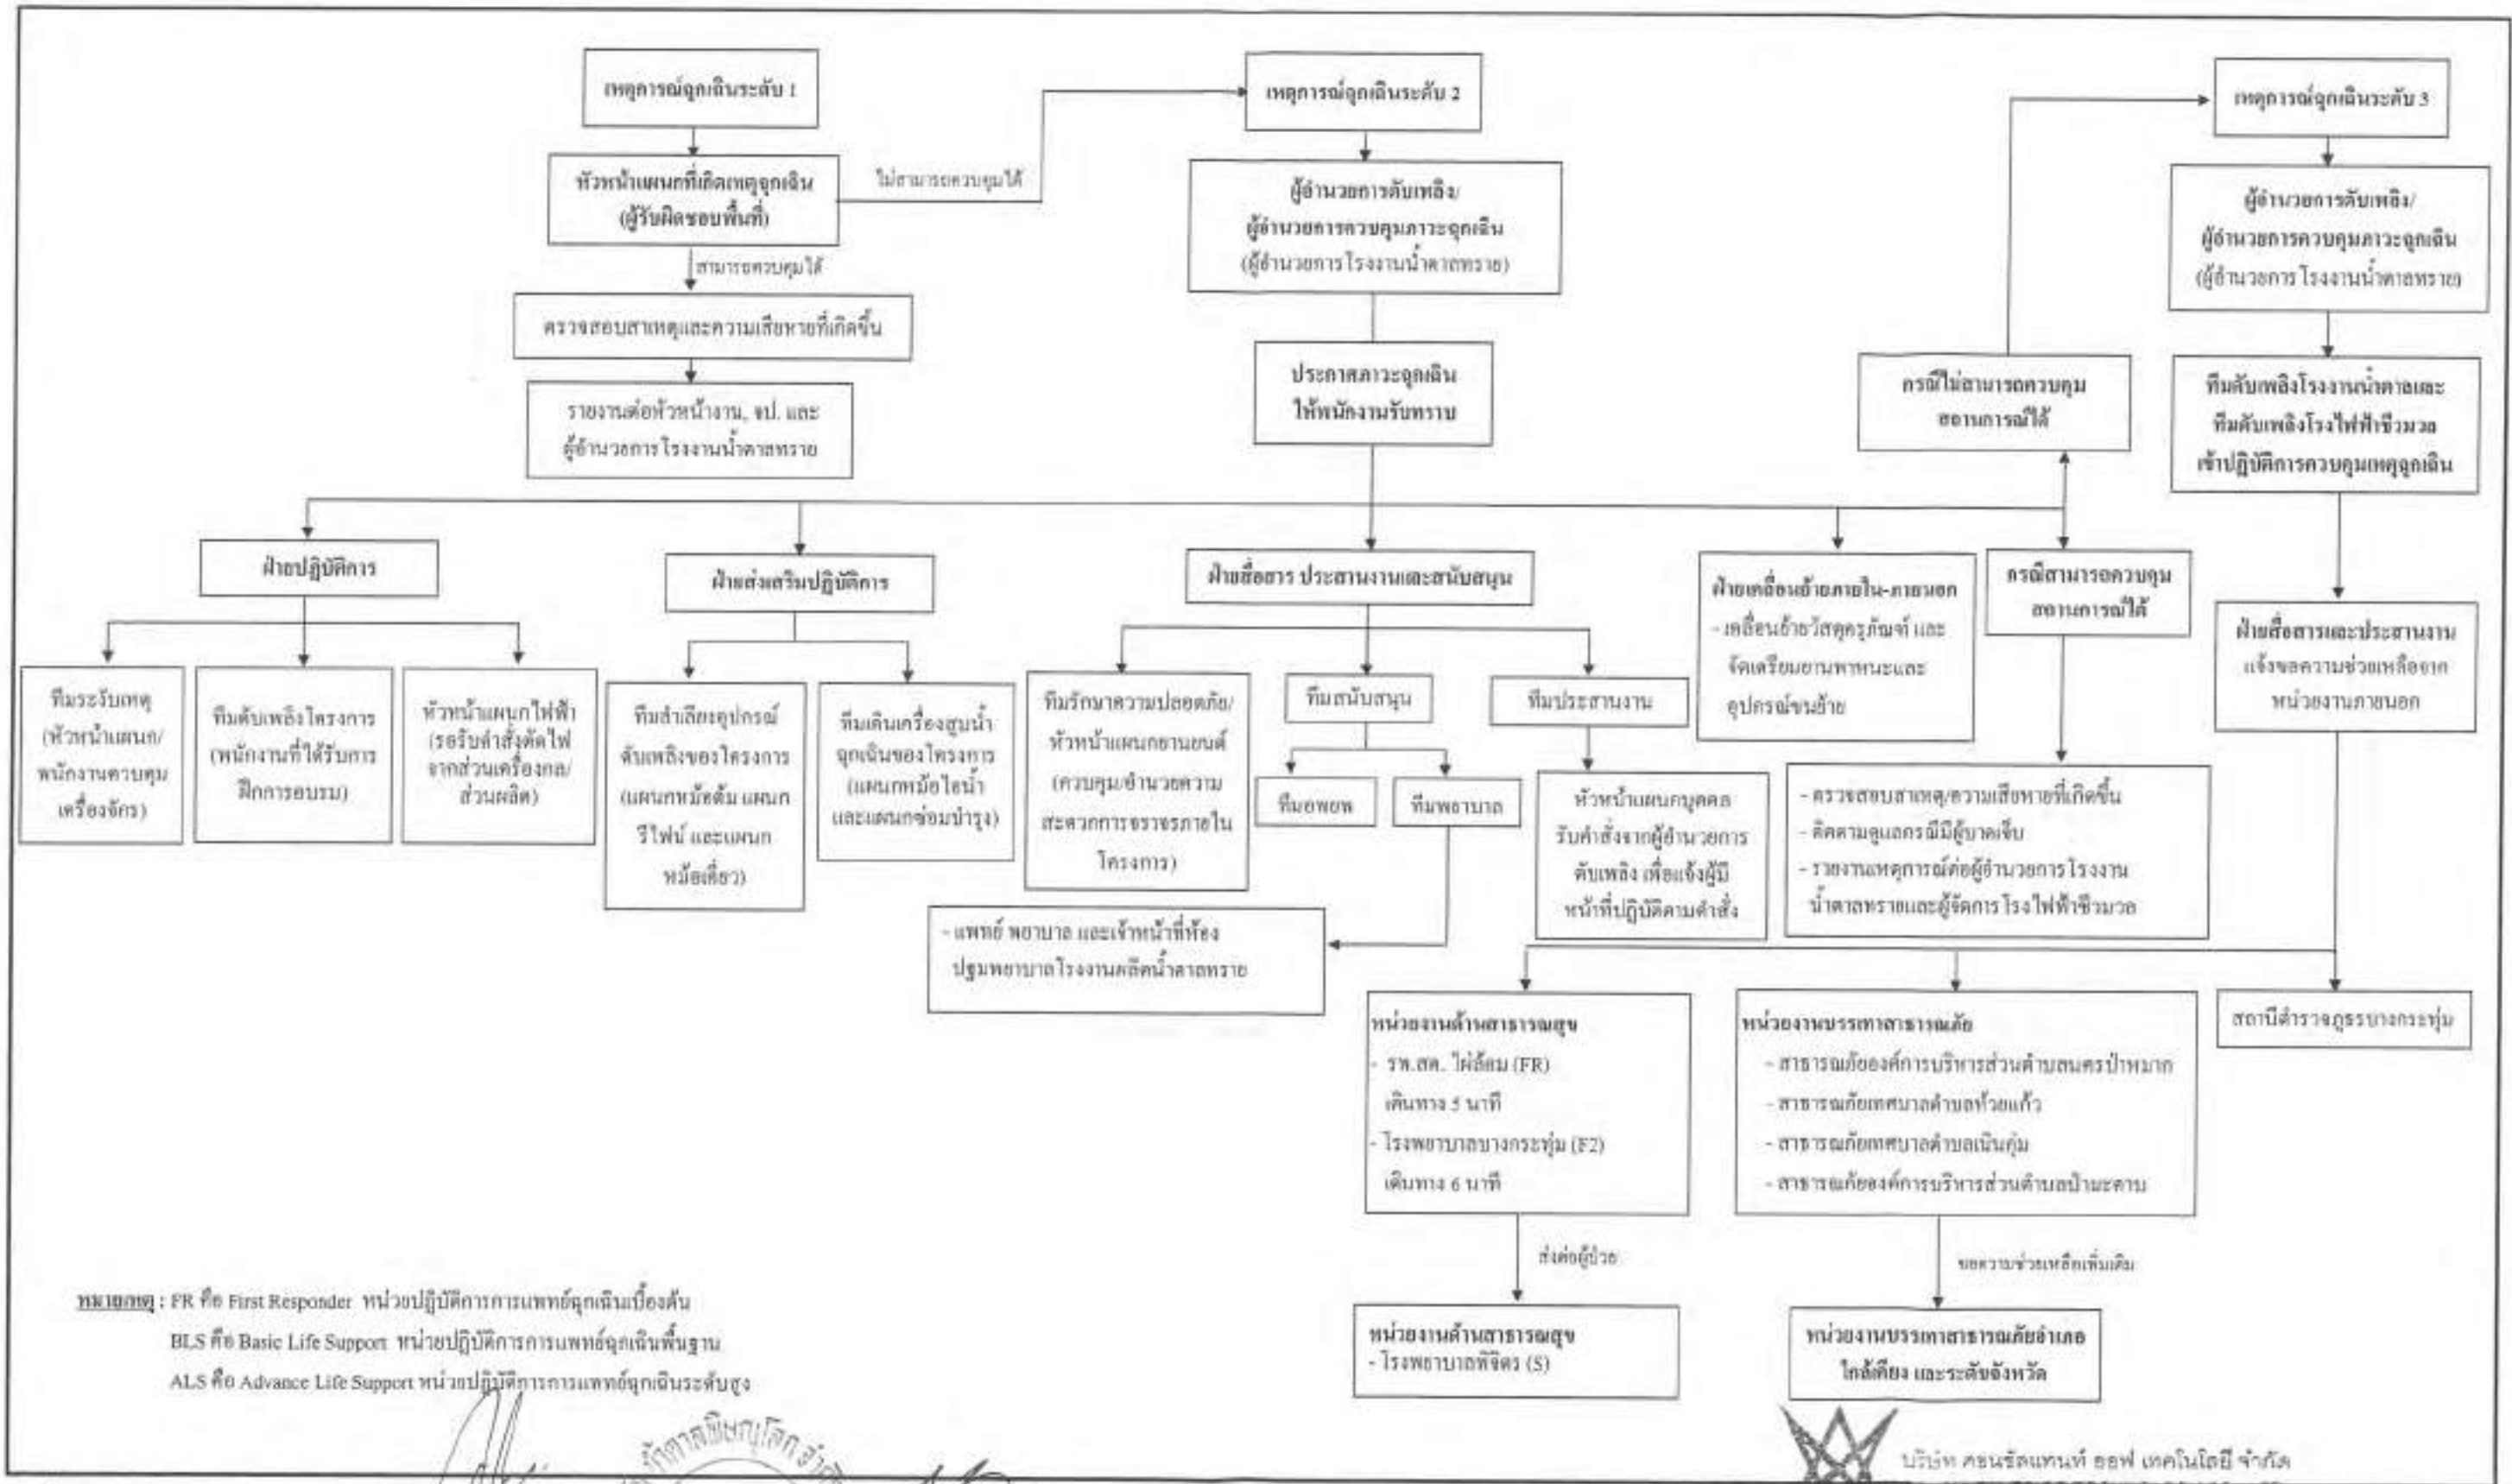 เหตุการณ์ฉุกเฉินระดับ 1
หัวหน้าแผนกที่เกิดเหตุฉุกเฉิน
(ผู้รับผิดชอบพื้นที่)
ไม่สามารถควบคุมได้
สามารถควบคุมได้
ตรวจสอบสาเหตุและความเสียหายที่เกิดขึ้น
รายงานต่อหัวหน้างาน, จป. และ
ผู้อำนวยการโรงงานน้ำตาลทราย
เหตุการณ์ฉุกเฉินระดับ 2
ผู้อำนวยการดับเพลิง/
ผู้อำนวยการควบคุมภาวะฉุกเฉิน
(ผู้อำนวยการโรงงานน้ำตาลทราย)
ประกาศภาวะฉุกเฉิน
ให้พนักงานรับทราบ
กรณีไม่สามารถควบคุม
สถานการณ์ได้
เหตุการณ์ฉุกเฉินระดับ 3
ผู้อำนวยการดับเพลิง/
ผู้อำนวยการควบคุมภาวะฉุกเฉิน
(ผู้อำนวยการโรงงานน้ำตาลทราย)
ทีมดับเพลิงโรงงานน้ำตาลและ
ทีมดับเพลิงโรงไฟฟ้าชีวมวล
เข้าปฏิบัติการควบคุมเหตุฉุกเฉิน
ฝ่ายปฏิบัติการ
ทีมระงับเหตุ
(หัวหน้าแผนก/
พนักงานควบคุม
เครื่องจักร)
ทีมดับเพลิงโครงการ
(พนักงานที่ได้รับการ
ฝึกการอบรม)
หัวหน้าแผนกไฟฟ้า
(รอรับคำสั่งตัดไฟ
จากส่วนเครื่องกล/
ส่วนผลิต)
ฝ่ายส่งเสริมปฏิบัติการ
ทีมลำเลียงอุปกรณ์
ดับเพลิงของโครงการ
(แผนกหม้อต้ม แผนก
รีไฟน์ และแผนก
หม้อเคี่ยว)
ทีมเดินเครื่องสูบน้ำ
ฉุกเฉินของโครงการ
(แผนกหม้อไอน้ำ
และแผนกซ่อมบำรุง)
ฝ่ายสื่อสาร ประสานงานและสนับสนุน
ทีมรักษาความปลอดภัย/
หัวหน้าแผนกยานยนต์
(ควบคุม/อำนวยความ
สะดวกการจราจรภายใน
โครงการ)
ทีมสนับสนุน
ทีมอพยพ
ทีมพยาบาล
- แพทย์ พยาบาล และเจ้าหน้าที่ห้อง
ปฐมพยาบาลโรงงานผลิตน้ำตาลทราย
ทีมประสานงาน
หัวหน้าแผนกบุคคล
รับคำสั่งจากผู้อำนวยการ
ดับเพลิง เพื่อแจ้งผู้มี
หน้าที่ปฏิบัติตามคำสั่ง
ฝ่ายเคลื่อนย้ายภายใน-ภายนอก
- เคลื่อนย้ายวัสดุครุภัณฑ์ และ
จัดเตรียมยานพาหนะและ
อุปกรณ์ขนย้าย
กรณีสามารถควบคุม
สถานการณ์ได้
- ตรวจสอบสาเหตุ/ความเสียหายที่เกิดขึ้น
- ติดตามดูแลกรณีมีผู้บาดเจ็บ
- รายงานเหตุการณ์ต่อผู้อำนวยการโรงงาน
น้ำตาลทรายและผู้จัดการโรงไฟฟ้าชีวมวล
ฝ่ายสื่อสารและประสานงาน
แจ้งขอความช่วยเหลือจาก
หน่วยงานภายนอก
หน่วยงานด้านสาธารณสุข
- รพ.สต. ไผ่ล้อม (FR)
เดินทาง 5 นาที
- โรงพยาบาลบางกระทุ่ม (F2)
เดินทาง 6 นาที
หน่วยงานบรรเทาสาธารณภัย
- สาธารณภัยองค์การบริหารส่วนตำบลนครป่าหมาก
- สาธารณภัยเทศบาลตำบลห้วยแก้ว
- สาธารณภัยเทศบาลตำบลเนินกุ่ม
- สาธารณภัยองค์การบริหารส่วนตำบลป่ามะคาบ
สถานีตำรวจภูธรบางกระทุ่ม
ส่งต่อผู้ป่วย
ขอความช่วยเหลือเพิ่มเติม
หน่วยงานด้านสาธารณสุข
- โรงพยาบาลพิจิตร (S)
หน่วยงานบรรเทาสาธารณภัยอำเภอ
ใกล้เคียง และระดับจังหวัด
หมายเหตุ : FR คือ First Responder หน่วยปฏิบัติการการแพทย์ฉุกเฉินเบื้องต้น
BLS คือ Basic Life Support หน่วยปฏิบัติการการแพทย์ฉุกเฉินพื้นฐาน
ALS คือ Advance Life Support หน่วยปฏิบัติการการแพทย์ฉุกเฉินระดับสูง
น้ำตาลพิษณุโลก
บริษัท คอนซัลแทนท์ ออฟ เทคโนโลยี จำกัด